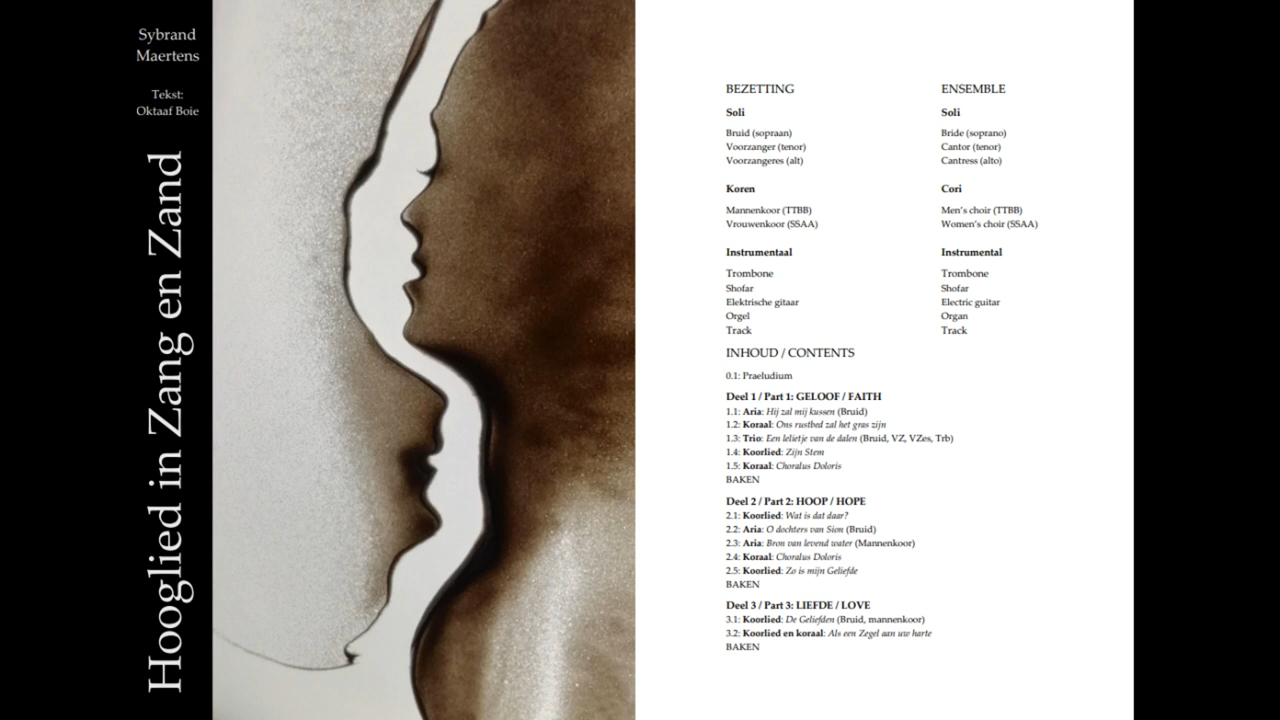 Sybrand
Maertens
Tekst:
Oktaaf Boie
Hooglied in Zang en Zand
BEZETTING
Soli
Bruid (sopraan)
Voorzanger (tenor)
Voorzangeres (alt)
Koren
Mannenkoor (TTBB)
Vrouwenkoor (SSAA)
Instrumentaal
Trombone
Shofar
Elektrische gitaar
Orgel
Track
ENSEMBLE
Soli
Bride (soprano)
Cantor (tenor)
Cantress (alto)
Cori
Men's choir (TTBB)
Women's choir (SSAA)
Instrumental
Trombone
Shofar
Electric guitar
Organ
Track
INHOUD / CONTENTS
0.1: Praeludium
Deel 1 / Part 1: GELOOF / FAITH
1.1: Aria: Hij zal mij kussen (Bruid)
1.2: Koraal: Ons rustbed zal het gras zijn
1.3: Trio: Een lelietje van de dalen (Bruid, VZ, VZes, Trb)
1.4: Koorlied: Zijn Stem
1.5: Koraal: Choralus Doloris
BAKEN
Deel 2 / Part 2: HOOP / HOPE
2.1: Koorlied: Wat is dat daar?
2.2: Aria: O dochters van Sion (Bruid)
2.3: Aria: Bron van levend water (Mannenkoor)
2.4: Koraal: Choralus Doloris
2.5: Koorlied: Zo is mijn Geliefde
BAKEN
Deel 3 / Part 3: LIEFDE / LOVE
3.1: Koorlied: De Geliefden (Bruid, mannenkoor)
3.2: Koorlied en koraal: Als een Zegel aan uw harte
BAKEN